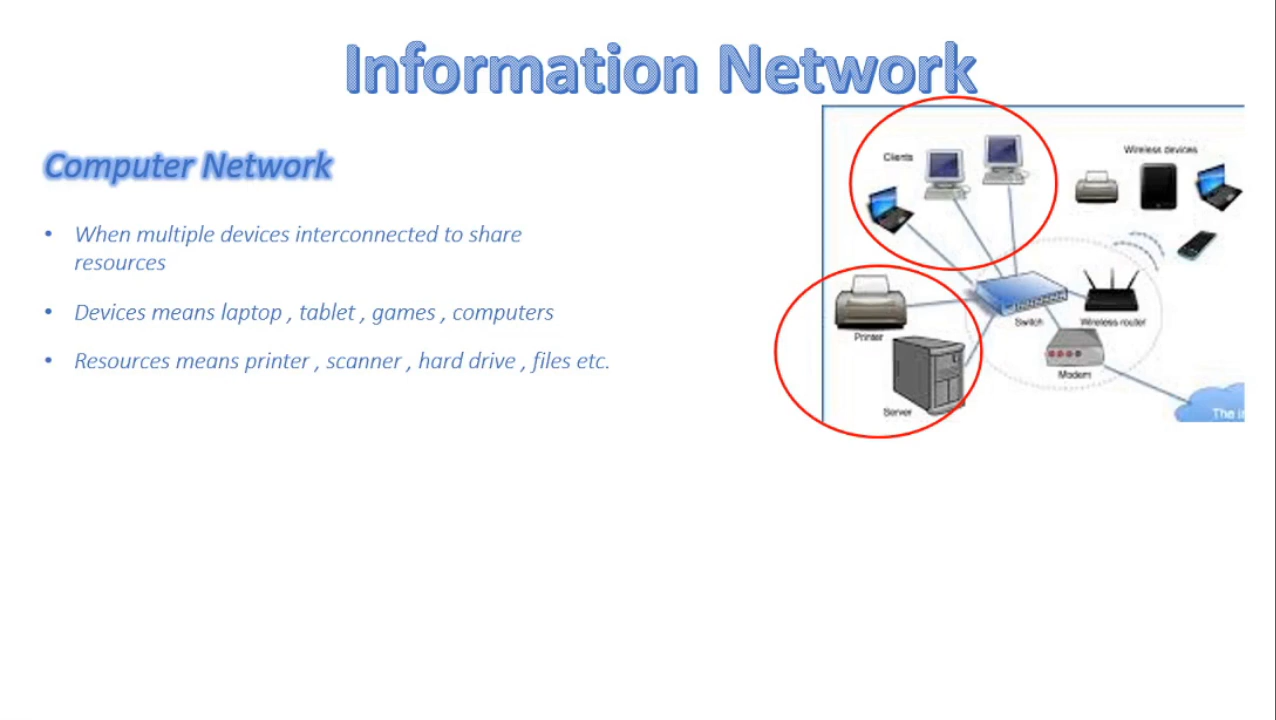 Information Network
Computer Network
• When multiple devices interconnected to share
resources
• Devices means laptop , tablet , games , computers
• Resources means printer , scanner , hard drive , files etc.
Clients
Wireless devices
Switch
Wireless router
Printer
Modem
Server
The